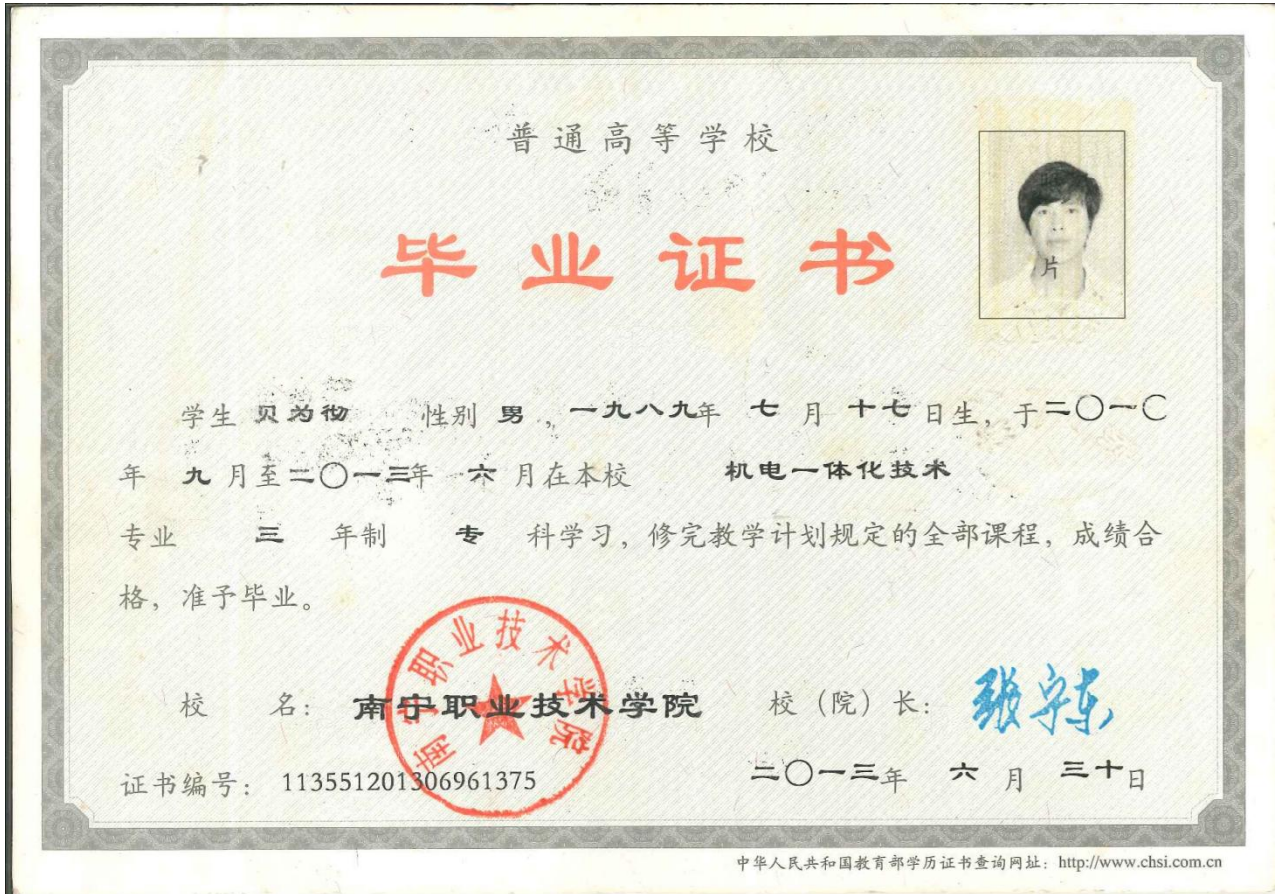 普通高等学校
毕业证书
片
学生 贝为彻 性别 男 , 一九八九年 七 月 十七 日生, 于二〇一〇
年 九 月至二〇一三年 六 月在本校 机电一体化技术
专业 三 年制 专 科学习, 修完教学计划规定的全部课程, 成绩合
格, 准予毕业。
南宁职业技术学院
校 名: 南宁职业技术学院 校 (院) 长:
证书编号: 113551201306961375 二〇一三年 六 月 三十日
中华人民共和国教育部学历证书查询网址: http://www.chsi.com.cn